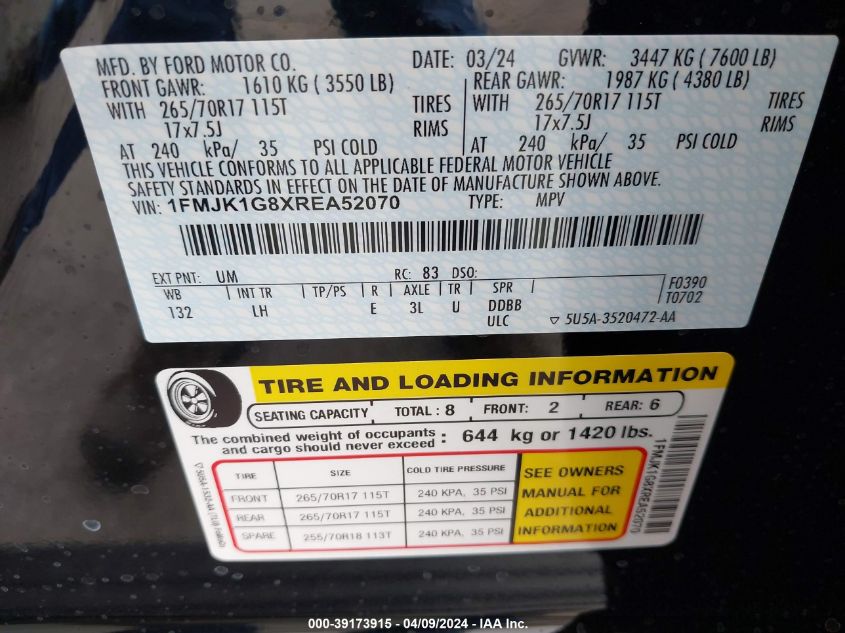 MFD. BY FORD MOTOR CO. DATE: 03/24 GVWR: 3447 KG ( 7600 LB)
FRONT GAWR: 1610 KG ( 3550 LB) REAR GAWR: 1987 KG ( 4380 LB)
WITH 265/70R17 115T TIRES WITH 265/70R17 115T TIRES
17x7.5J RIMS 17x7.5J RIMS
AT 240 kPa/ 35 PSI COLD AT 240 kPa/ 35 PSI COLD
THIS VEHICLE CONFORMS TO ALL APPLICABLE FEDERAL MOTOR VEHICLE
SAFETY STANDARDS IN EFFECT ON THE DATE OF MANUFACTURE SHOWN ABOVE.
VIN: 1FMJK1G8XREA52070 TYPE: MPV
EXT PNT: UM RC: 83 DSO:
WB INT TR TP/PS R AXLE TR SPR F0390
132 LH E 3L U DDBB T0702
ULC ▽ 5U5A-3520472-AA
TIRE AND LOADING INFORMATION
SEATING CAPACITY TOTAL : 8 FRONT: 2 REAR: 6
The combined weight of occupants
and cargo should never exceed : 644 kg or 1420 lbs.
TIRE SIZE COLD TIRE PRESSURE
FRONT 265/70R17 115T 240 KPA, 35 PSI
REAR 265/70R17 115T 240 KPA, 35 PSI
SPARE 255/70R18 113T 240 KPA, 35 PSI
SEE OWNERS
MANUAL FOR
ADDITIONAL
INFORMATION
1FMJK1G8XREA52070
000-39173915 - 04/09/2024 - IAA Inc.